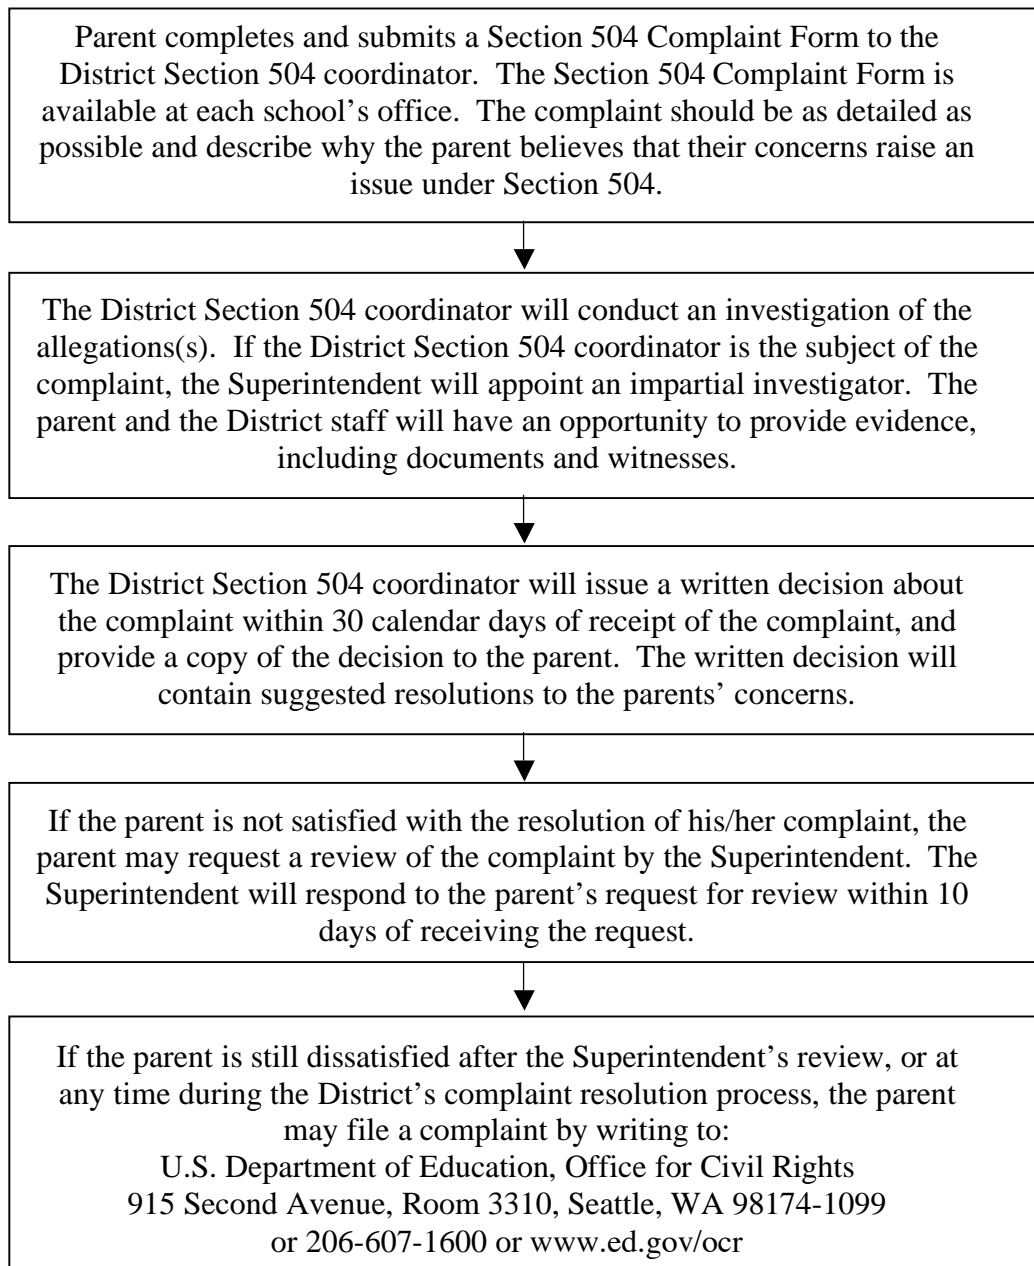 Parent completes and submits a Section 504 Complaint Form to the
District Section 504 coordinator.  The Section 504 Complaint Form is
available at each school’s office.  The complaint should be as detailed as
possible and describe why the parent believes that their concerns raise an
issue under Section 504.
The District Section 504 coordinator will conduct an investigation of the
allegations(s).  If the District Section 504 coordinator is the subject of the
complaint, the Superintendent will appoint an impartial investigator.  The
parent and the District staff will have an opportunity to provide evidence,
including documents and witnesses.
The District Section 504 coordinator will issue a written decision about
the complaint within 30 calendar days of receipt of the complaint, and
provide a copy of the decision to the parent.  The written decision will
contain suggested resolutions to the parents’ concerns.
If the parent is not satisfied with the resolution of his/her complaint, the
parent may request a review of the complaint by the Superintendent.  The
Superintendent will respond to the parent’s request for review within 10
days of receiving the request.
If the parent is still dissatisfied after the Superintendent’s review, or at
any time during the District’s complaint resolution process, the parent
may file a complaint by writing to:
U.S. Department of Education, Office for Civil Rights
915 Second Avenue, Room 3310, Seattle, WA 98174-1099
or 206-607-1600 or www.ed.gov/ocr